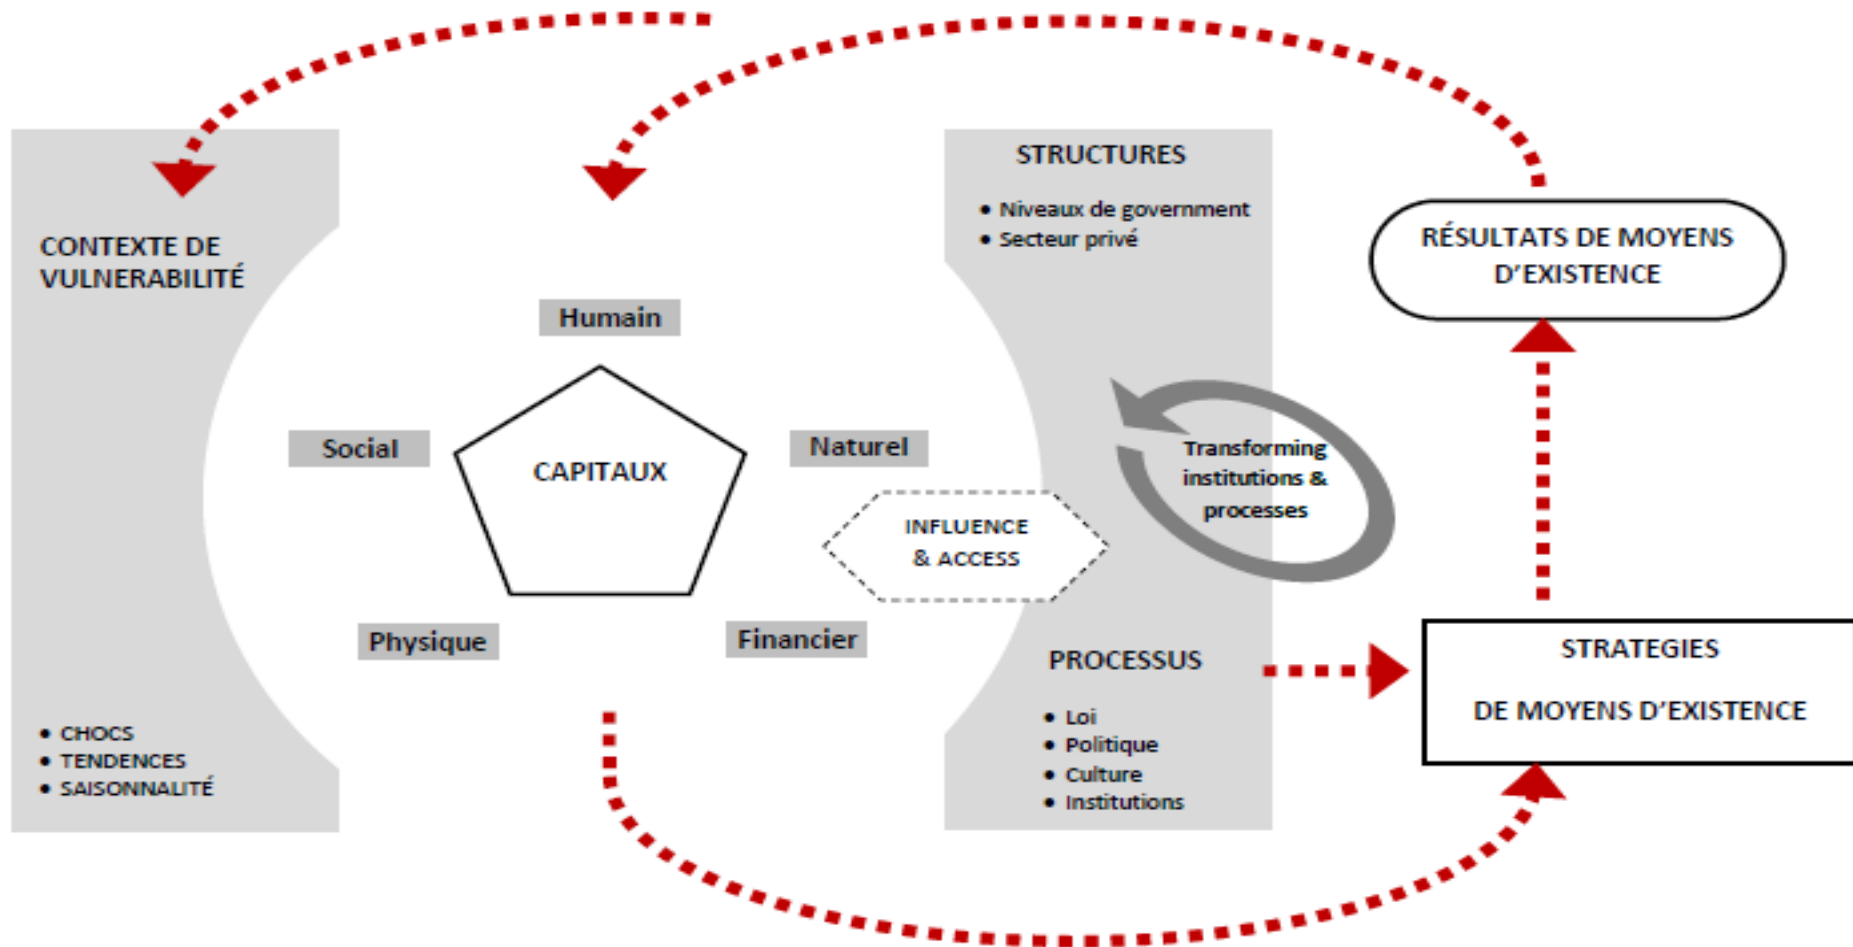 CONTEXTE DE
VULNERABILITÉ
• CHOCS
• TENDENCES
• SAISONNALITÉ
Humain
Social
Naturel
CAPITAUX
Physique
Financier
INFLUENCE
& ACCESS
STRUCTURES
• Niveaux de government
• Secteur privé
Transforming
institutions &
processes
PROCESSUS
• Loi
• Politique
• Culture
• Institutions
RÉSULTATS DE MOYENS
D'EXISTENCE
STRATEGIES
DE MOYENS D'EXISTENCE